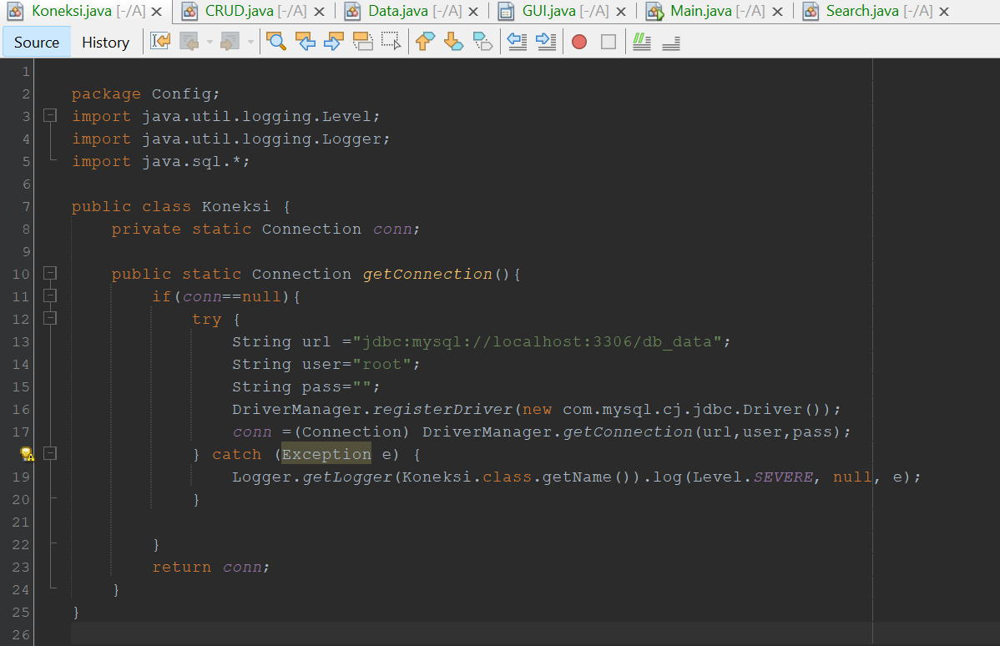 Koneksi.java [-/A] CRUD.java [-/A] Data.java [-/A] GUI.java [-/A] Main.java [-/A] Search.java [-/A]
Source History
1
2 package Config;
3 import java.util.logging.Level;
4 import java.util.logging.Logger;
5 import java.sql.*;
6
7 public class Koneksi {
8 private static Connection conn;
9
10 public static Connection getConnection(){
11 if(conn==null){
12 try {
13 String url ="jdbc:mysql://localhost:3306/db_data";
14 String user="root";
15 String pass="";
16 DriverManager.registerDriver(new com.mysql.cj.jdbc.Driver());
17 conn =(Connection) DriverManager.getConnection(url,user,pass);
} catch (Exception e) {
19 Logger.getLogger(Koneksi.class.getName()).log(Level.SEVERE, null, e);
20 }
21
22 }
23 return conn;
24 }
25 }
26